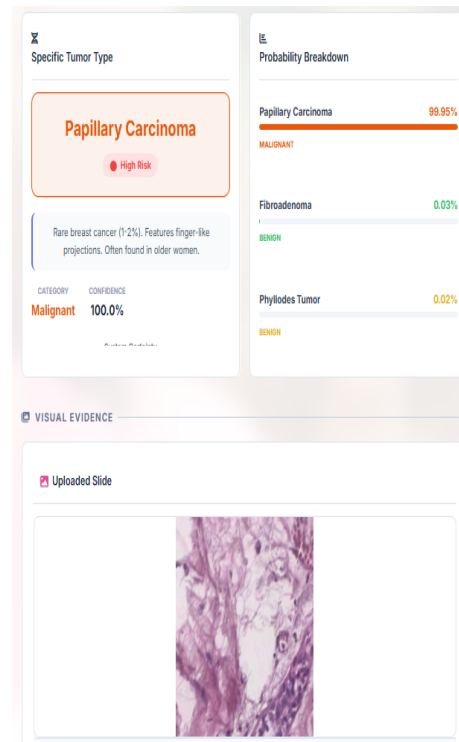 Specific Tumor Type
Papillary Carcinoma
High Risk
Rare breast cancer (1-2%). Features finger-like
projections. Often found in older women.
CATEGORY CONFIDENCE
Malignant 100.0%
Probability Breakdown
Papillary Carcinoma 99.95%
MALIGNANT
Fibroadenoma 0.03%
BENIGN
Phyllodes Tumor 0.02%
BENIGN
VISUAL EVIDENCE
Uploaded Slide